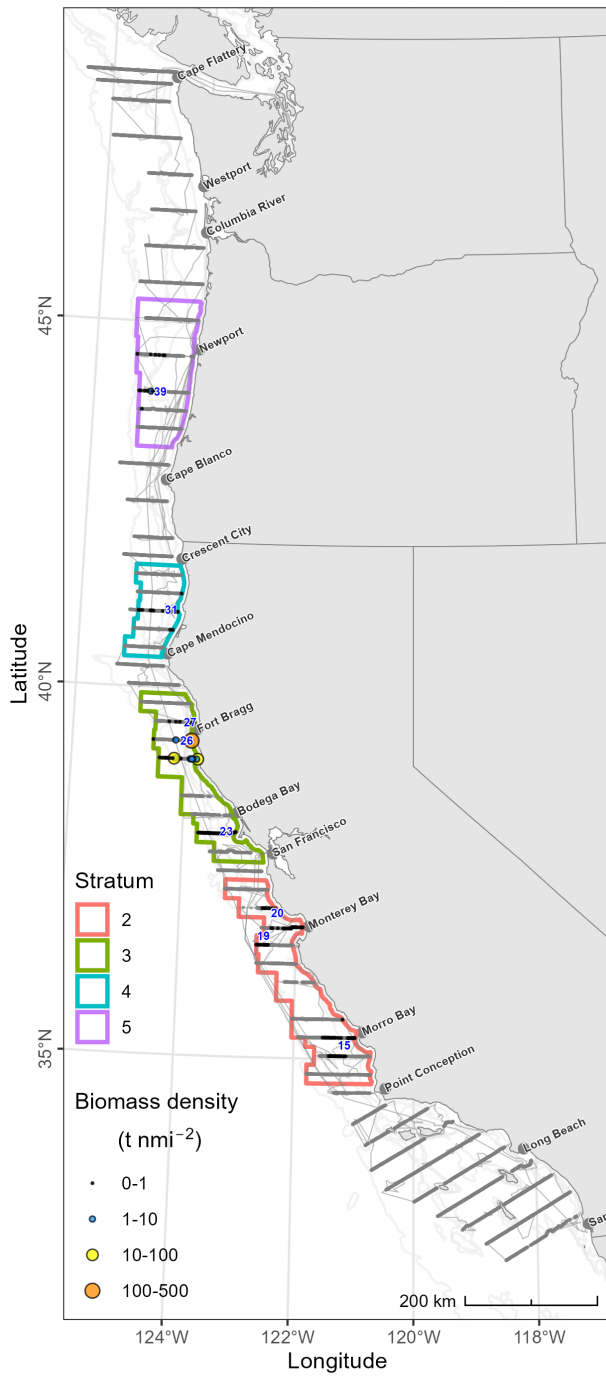 Cape Flattery
Westport
Columbia River
45°N
Newport
39
Cape Blanco
Crescent City
31
Cape Mendocino
Latitude
40°N
27
Fort Bragg
26
Bodega Bay
23
San Francisco
Stratum
2
3
4
5
20
Monterey Bay
19
Morro Bay
15
35°N
Point Conception
Biomass density
(t nmi⁻²)
Long Beach
0-1
1-10
10-100
100-500
San
200 km
124°W
122°W
120°W
118°W
Longitude